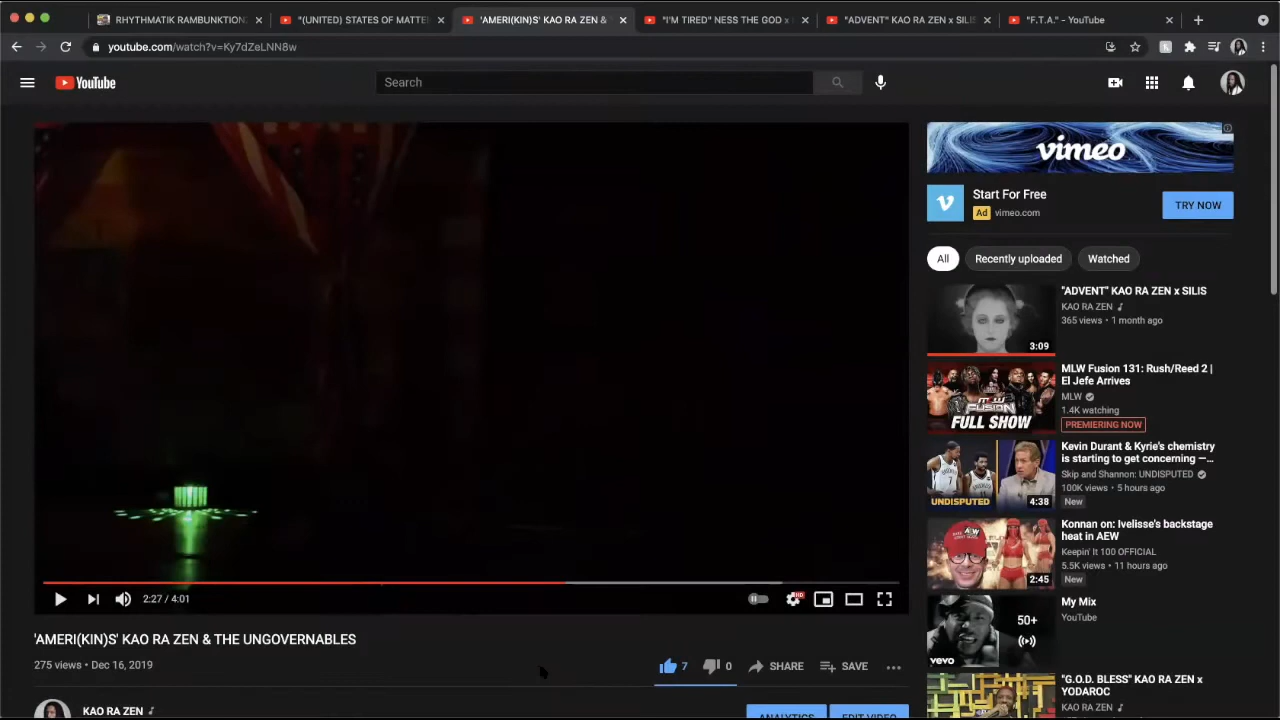 RHYTHMATIK RAMBUNKTION
"(UNITED) STATES OF MATTE
'AMERI(KIN)S' KAO RA ZEN &
"I'M TIRED" NESS THE GOD x
"ADVENT" KAO RA ZEN x SILIS
"F.T.A." - YouTube
youtube.com/watch?v=Ky7dZeLNN8w
YouTube
Search
vimeo
Start For Free
Ad vimeo.com
TRY NOW
All
Recently uploaded
Watched
"ADVENT" KAO RA ZEN x SILIS
KAO RA ZEN
365 views • 1 month ago
3:09
MLW Fusion 131: Rush/Reed 2 |
El Jefe Arrives
MLW
1.4K watching
PREMIERING NOW
FUSION
FULL SHOW
Kevin Durant & Kyrie's chemistry
is starting to get concerning —...
Skip and Shannon: UNDISPUTED
100K views • 5 hours ago
New
UNDISPUTED
4:38
Konnan on: Ivelisse's backstage
heat in AEW
Keepin' It 100 OFFICIAL
5.5K views • 11 hours ago
New
2:45
My Mix
YouTube
50+
vevo
"G.O.D. BLESS" KAO RA ZEN x
YODAROC
KAO RA ZEN
2:27 / 4:01
HD
'AMERI(KIN)S' KAO RA ZEN & THE UNGOVERNABLES
275 views • Dec 16, 2019
7
0
SHARE
SAVE
KAO RA ZEN
ANALYTICS
EDIT VIDEO